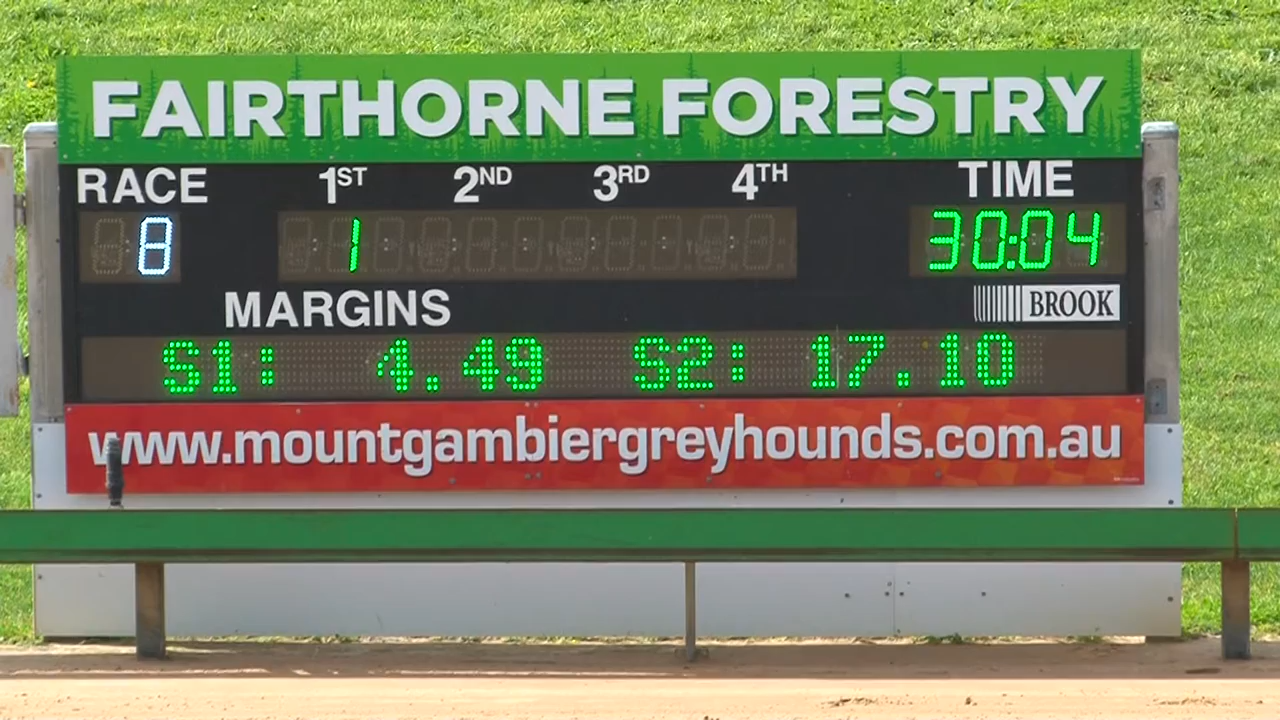 FAIRTHORNE FORESTRY
RACE 1ST 2ND 3RD 4TH TIME
8 1 30:04
MARGINS BROOK
S1: 4.49 S2: 17.10
www.mountgambiergreyhounds.com.au